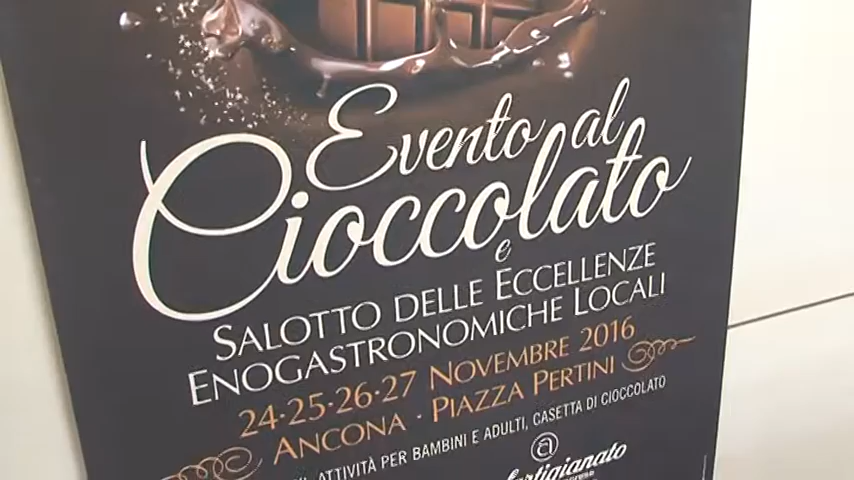 Evento al
Cioccolato
e
Salotto delle Eccellenze
Enogastronomiche Locali
24·25·26·27 Novembre 2016
Ancona · Piazza Pertini
attività per bambini e adulti, casetta di cioccolato
a